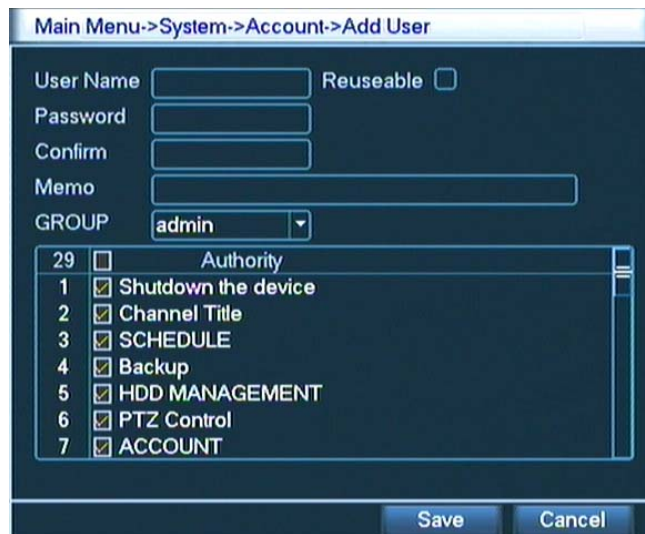 Main Menu->System->Account->Add User
User Name Reuseable
Password
Confirm
Memo
GROUP admin
29 Authority
1 Shutdown the device
2 Channel Title
3 SCHEDULE
4 Backup
5 HDD MANAGEMENT
6 PTZ Control
7 ACCOUNT
Save Cancel